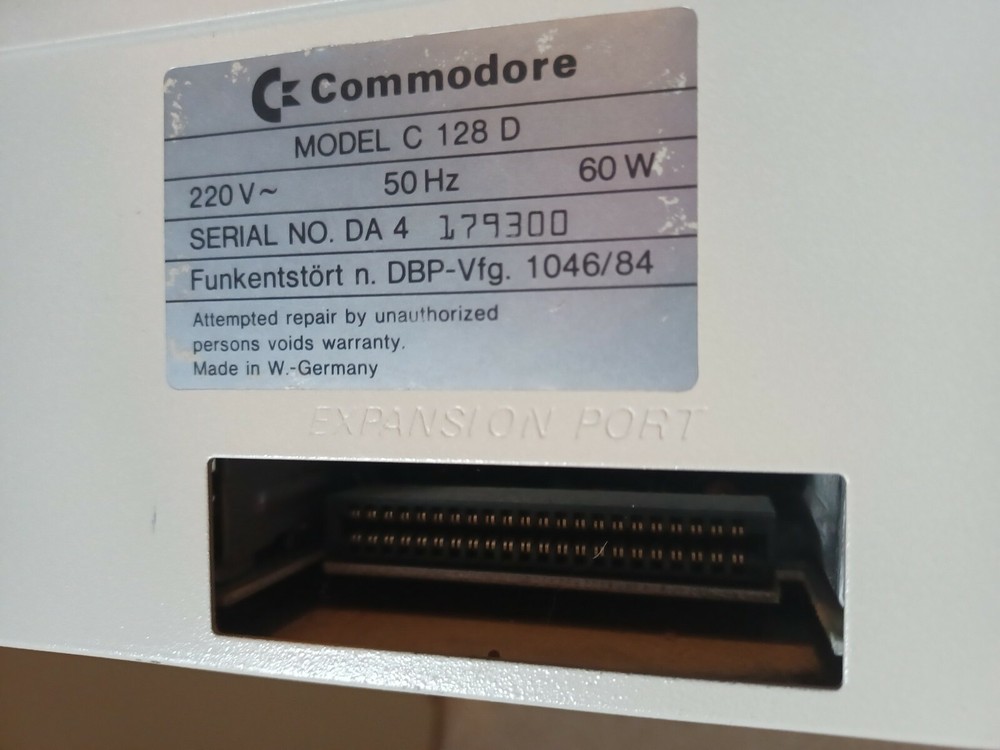 Commodore
MODEL C 128 D
220 V~ 50 Hz 60 W
SERIAL NO. DA 4 179300
Funkentstört n. DBP-Vfg. 1046/84
Attempted repair by unauthorized
persons voids warranty.
Made in W.-Germany
EXPANSION PORT